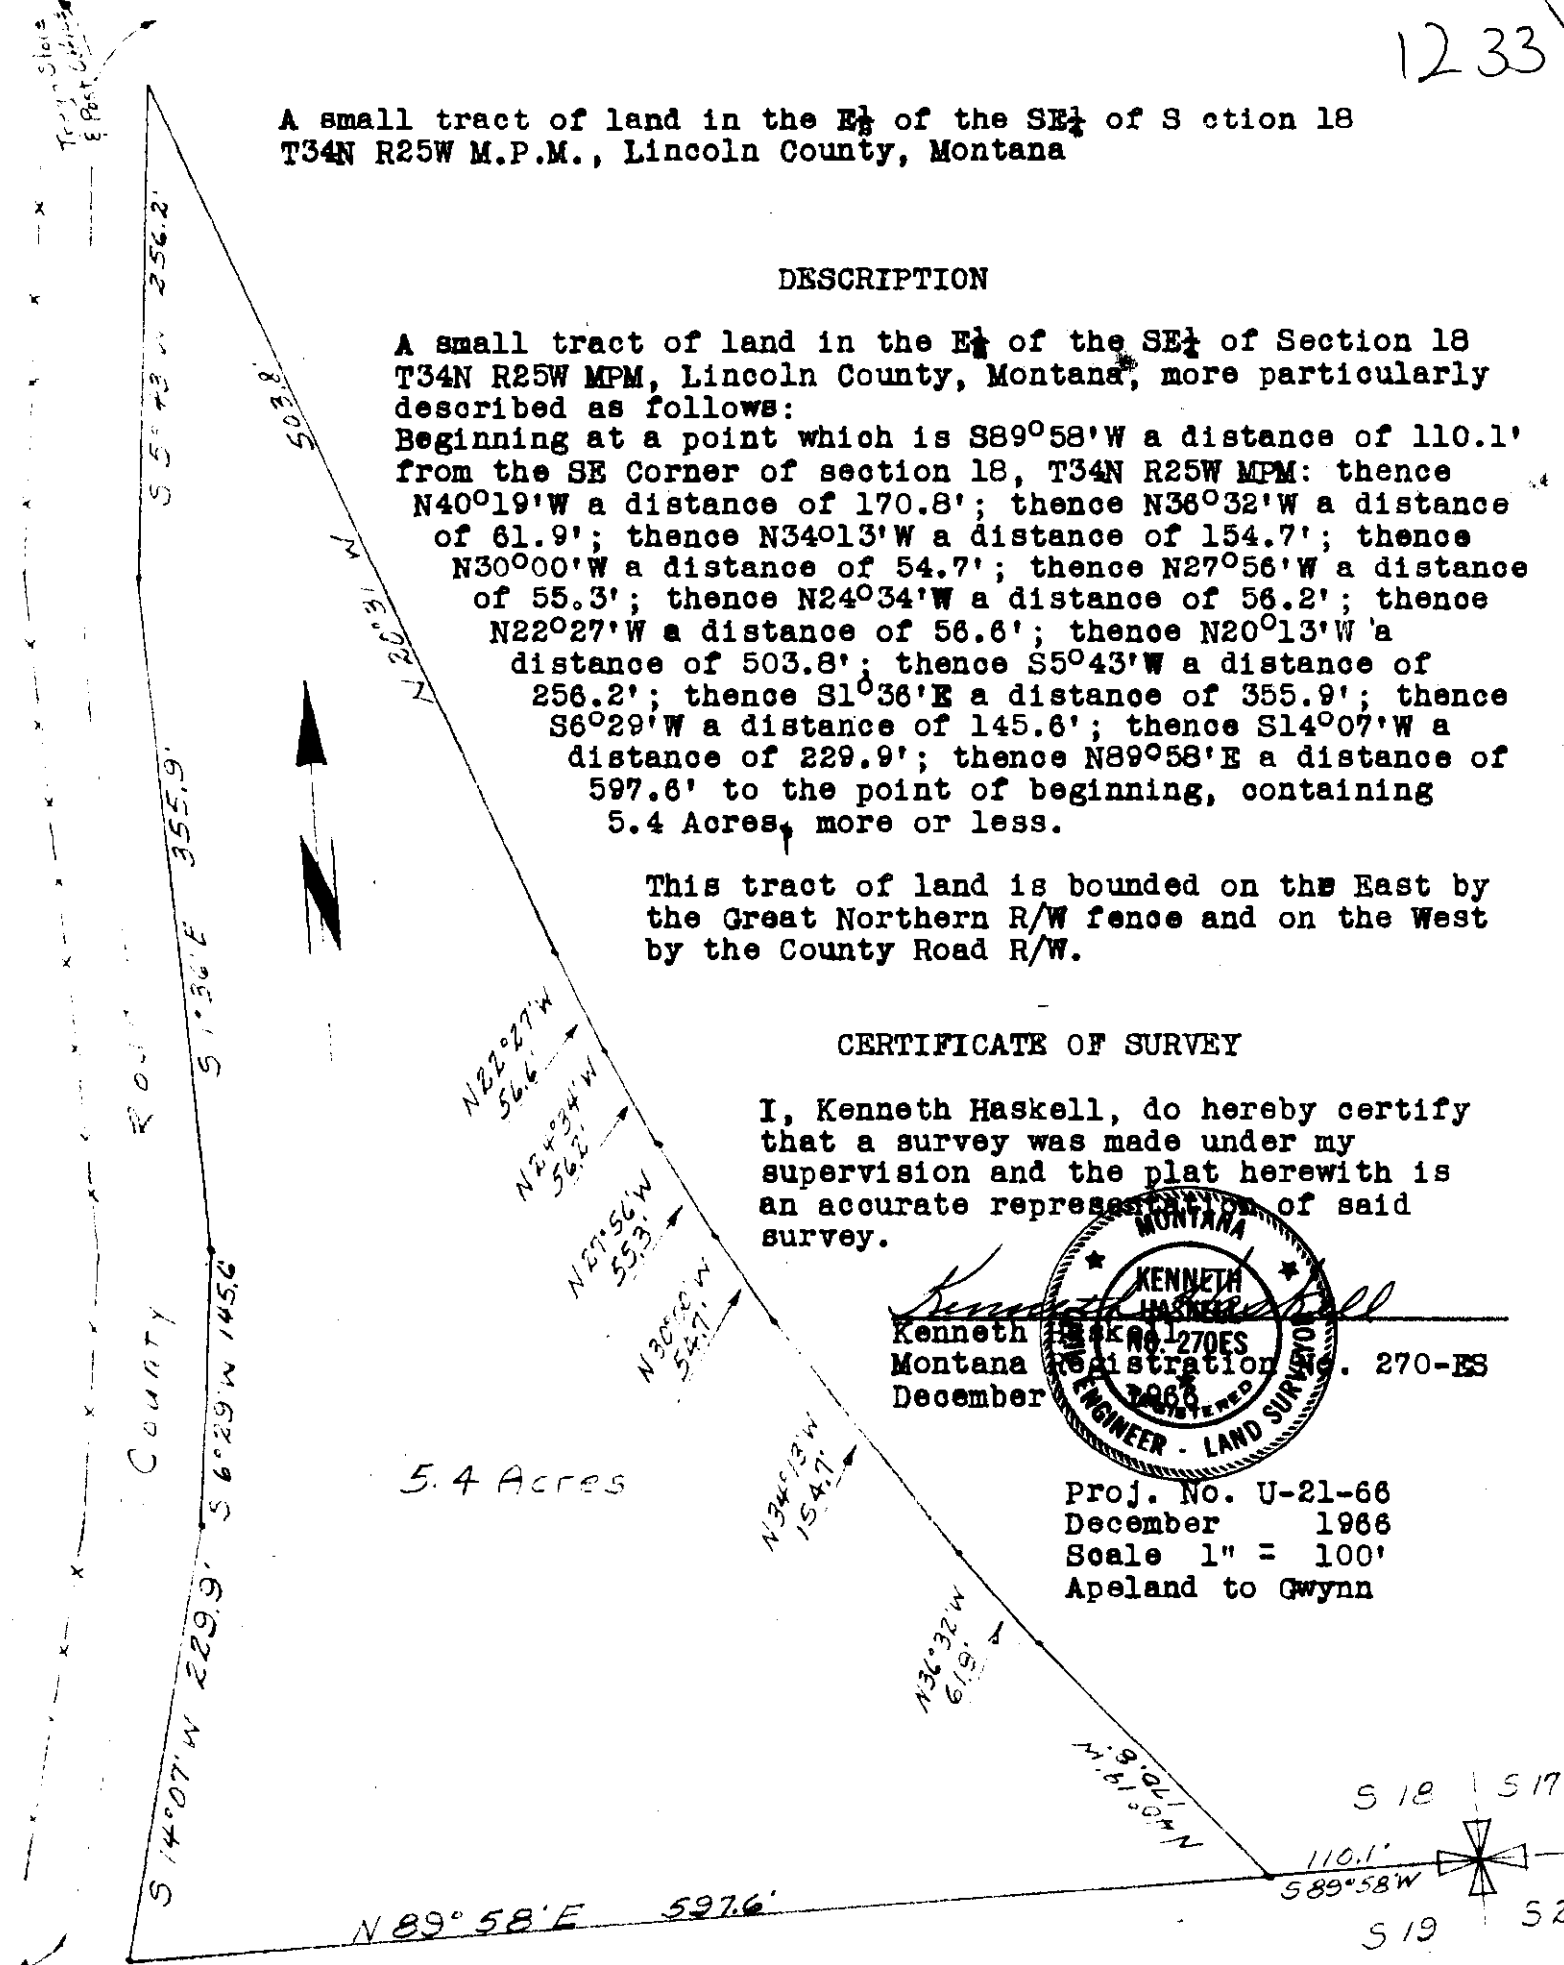 1233
Store
& Post
A small tract of land in the E½ of the SE¼ of S ction 18
T34N R25W M.P.M., Lincoln County, Montana
DESCRIPTION
A small tract of land in the E½ of the SE¼ of Section 18
T34N R25W MPM, Lincoln County, Montana, more particularly
described as follows:
Beginning at a point which is S89°58'W a distance of 110.1'
from the SE Corner of section 18, T34N R25W MPM: thence
N40°19'W a distance of 170.8'; thence N36°32'W a distance
of 61.9'; thence N34°13'W a distance of 154.7'; thence
N30°00'W a distance of 54.7'; thence N27°56'W a distance
of 55.3'; thence N24°34'W a distance of 56.2'; thence
N22°27'W a distance of 56.6'; thence N20°13'W a
distance of 503.8'; thence S5°43'W a distance of
256.2'; thence S1°36'E a distance of 355.9'; thence
S6°29'W a distance of 145.6'; thence S14°07'W a
distance of 229.9'; thence N89°58'E a distance of
597.6' to the point of beginning, containing
5.4 Acres, more or less.
This tract of land is bounded on the East by
the Great Northern R/W fence and on the West
by the County Road R/W.
CERTIFICATE OF SURVEY
I, Kenneth Haskell, do hereby certify
that a survey was made under my
supervision and the plat herewith is
an accurate representation of said
survey.
Kenneth Haskell
Kenneth Haskell
Montana Registration No. 270-ES
December 1966
MONTANA
KENNETH
HASKELL
NO. 270ES
REGISTERED
ENGINEER - LAND SURVEYOR
Proj. No. U-21-66
December 1966
Scale 1" = 100'
Apeland to Gwynn
S 5°43' W 256.2'
503.8'
N 20°31' W
S 1°36' E 355.9'
N
N22°27'W
56.6'
N24°34'W
56.2'
N27°56'W
55.3'
N30°00'W
54.7'
N34°13'W
154.7'
N36°32'W
61.9'
N40°19'W
170.8'
County
S 6°29'W 145.6'
5.4 Acres
S 14°07'W 229.9'
N 89°58'E 597.6'
110.1'
S89°58'W
S 18
S 17
S 19